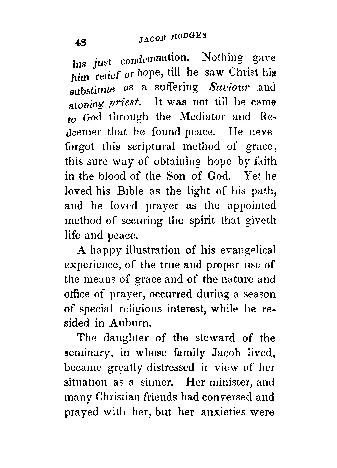 48 JACOB HODGES
his just condemnation. Nothing gave
him relief or hope, till he saw Christ his
substitute as a suffering Saviour and
atoning priest. It was not till he came
to God through the Mediator and Re-
deemer that he found peace. He neve
forgot this scriptural method of grace,
this sure way of obtaining hope by faith
in the blood of the Son of God. Yet he
loved his Bible as the light of his path,
and he loved prayer as the appointed
method of securing the spirit that giveth
life and peace.
A happy illustration of his evangelical
experience, of the true and proper use of
the means of grace and of the nature and
office of prayer, occurred during a season
of special religious interest, while he re-
sided in Auburn.
The daughter of the steward of the
seminary, in whose family Jacob lived,
became greatly distressed in view of her
situation as a sinner. Her minister, and
many Christian friends had conversed and
prayed with her, but her anxieties were